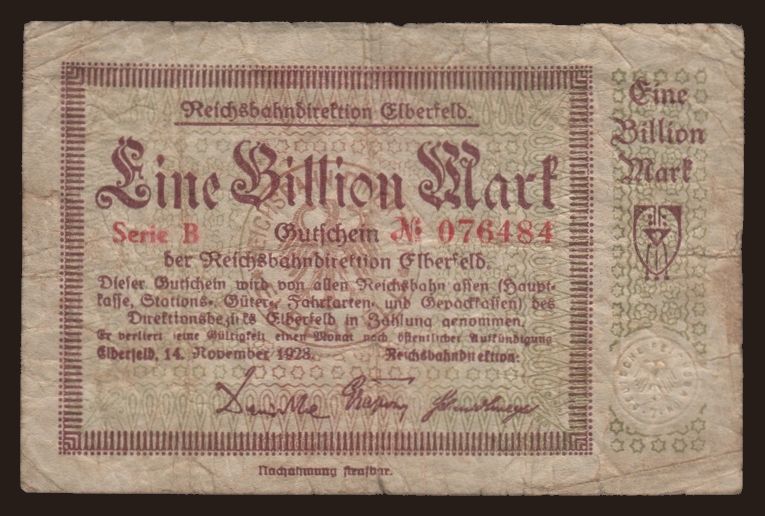 Reichsbahndirektion Elberfeld.
Eine Billion Mark
Serie B Gutschein № 076484
der Reichsbahndirektion Elberfeld.
Dieser Gutschein wird von allen Reichsbahnkassen (Haupt-
kasse, Stations-, Güter-, Fahrkarten- und Gepäckkassen) des
Direktionsbezirks Elberfeld in Zahlung genommen.
Er verliert seine Gültigkeit einen Monat nach öffentlicher Aufkündigung
Elberfeld, 14. November 1923. Reichsbahndirektion:
Nachahmung strafbar.
Eine
Billion
Mark